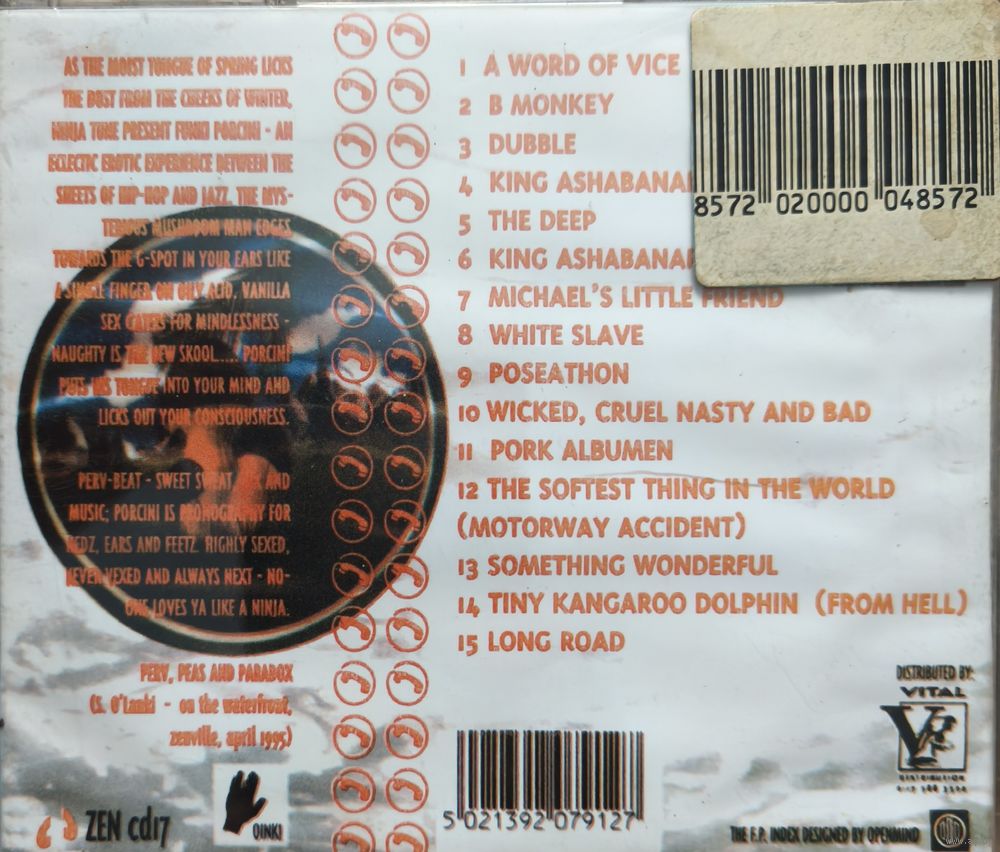 AS THE MOIST TONGUE OF SPRING LICKS
THE DUST FROM THE CHEEKS OF WINTER,
NINJA TUNE PRESENT FUNKI PORCINI - AN
ECLECTIC EROTIC EXPERIENCE BETWEEN THE
SHEETS OF HIP-HOP AND JAZZ. THE MYS-
TERIOUS MUSHROOM MAN EDGES
TOWARDS THE G-SPOT IN YOUR EARS LIKE
A SINGLE FINGER ON OILY ACID. VANILLA
SEX CATERS FOR MINDLESSNESS -
NAUGHTY IS THE NEW SKOOL.... PORCINI
PUTS HIS TONGUE INTO YOUR MIND AND
LICKS OUT YOUR CONSCIOUSNESS.
PERV-BEAT - SWEET SWEAT, AND
MUSIC; PORCINI IS PRONOGRAPHY FOR
HEDZ, EARS AND FEETZ. HIGHLY SEXED,
NEVER VEXED AND ALWAYS NEXT - NO-
ONE LOVES YA LIKE A NINJA.
PERV, PEAS AND PARADOX
(S. O'Lanki - on the waterfront,
zenville, april 1995)
ZEN cd17
OINK!
1 A WORD OF VICE
2 B MONKEY
3 DUBBLE
4 KING ASHABANA
5 THE DEEP
6 KING ASHABANA
7 MICHAEL'S LITTLE FRIEND
8 WHITE SLAVE
9 POSEATHON
10 WICKED, CRUEL NASTY AND BAD
11 PORK ALBUMEN
12 THE SOFTEST THING IN THE WORLD
(MOTORWAY ACCIDENT)
13 SOMETHING WONDERFUL
14 TINY KANGAROO DOLPHIN (FROM HELL)
15 LONG ROAD
8572 020000 048572
5 021392 079127
DISTRIBUTED BY:
VITAL
DISTRIBUTION
THE F.P. INDEX DESIGNED BY OPENMIND